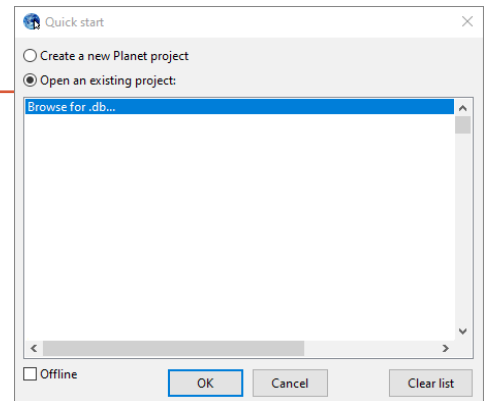 Quick start
Create a new Planet project
Open an existing project:
Browse for .db...
Offline
OK
Cancel
Clear list